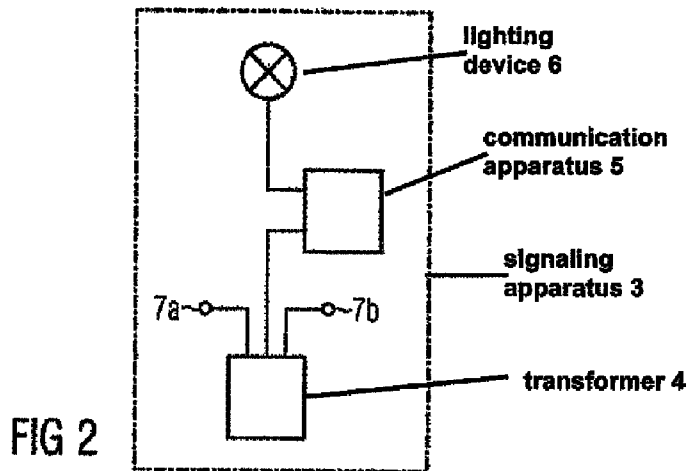 lighting
device 6
communication
apparatus 5
signaling
apparatus 3
7a
7b
transformer 4
FIG 2